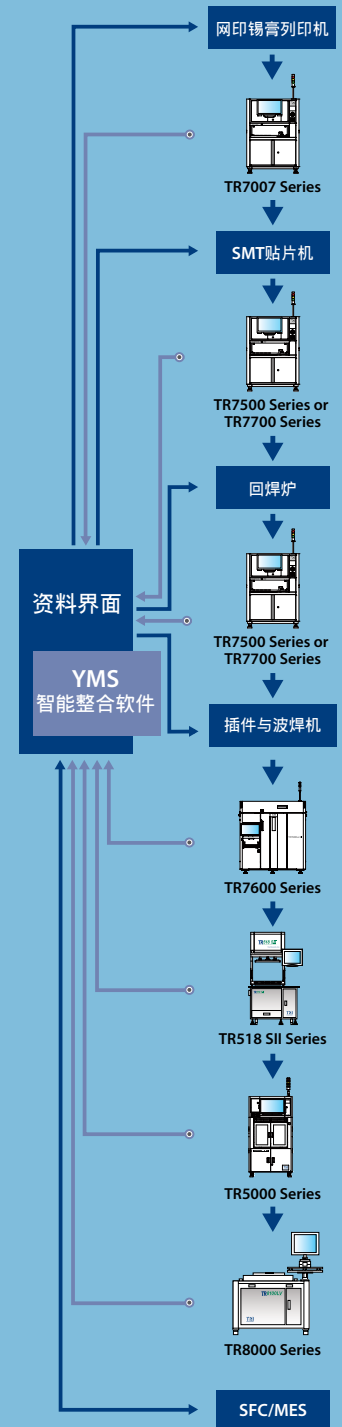 网印锡膏列印机
TR7007 Series
SMT贴片机
TR7500 Series or
TR7700 Series
回焊炉
TR7500 Series or
TR7700 Series
资料界面
YMS
智能整合软件
插件与波焊机
TR7600 Series
TR518 SII Series
TR5000 Series
TR8100LV
TRI
TR8000 Series
SFC/MES